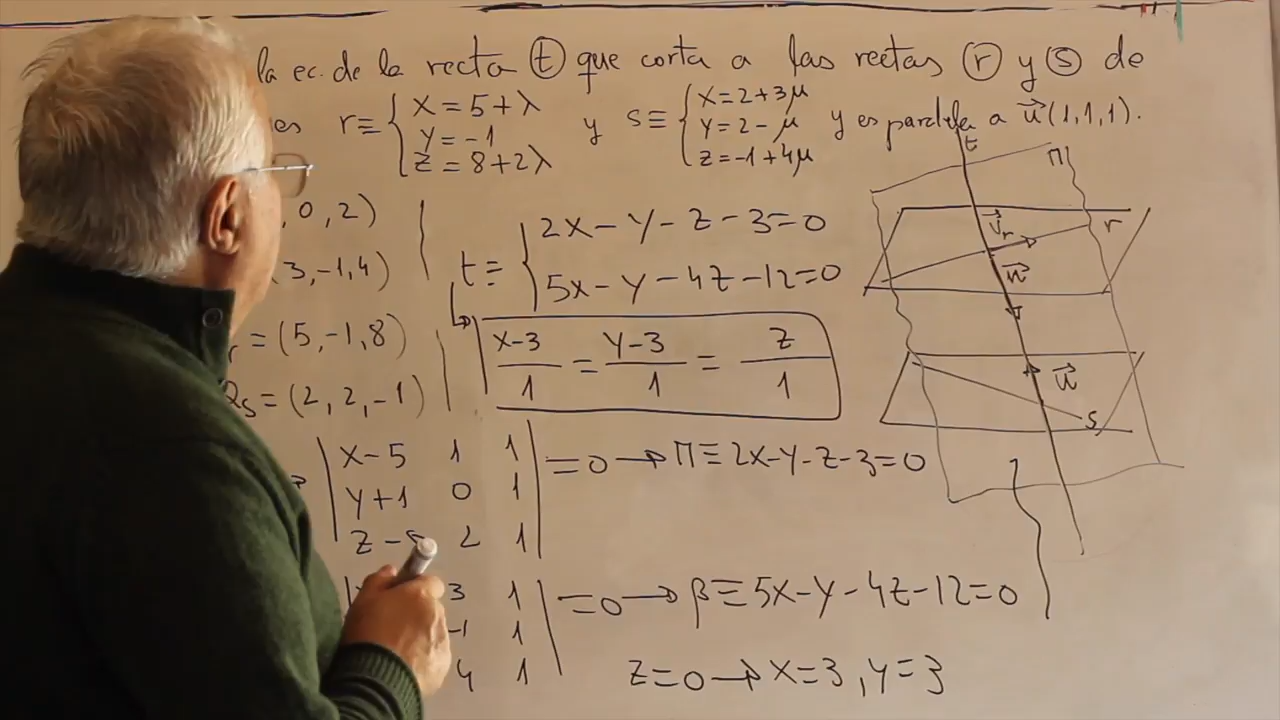 la ec. de la recta ⓣ que corta a las rectas ⓡ y ⓢ de
es r≡ { x=5+λ y s≡ { x=2+3μ y es paralela a u⃗(1,1,1).
y=-1 y=2-μ
z=8+2λ z=-1+4μ
, 0, 2)
3,-1,4)
= (5,-1,8)
s = (2,2,-1)
t≡ { 2x-y-z-3=0
5x-y-4z-12=0
x-3/1 = y-3/1 = z/1
| x-5 1 1 |
| y+1 0 1 | =0 → π≡2x-y-z-3=0
| z- 2 1 |
3 1
-1 1 | =0 → β≡5x-y-4z-12=0
4 1
z=0 → x=3, y=3
t
π
v⃗r
r
u⃗
u⃗
s